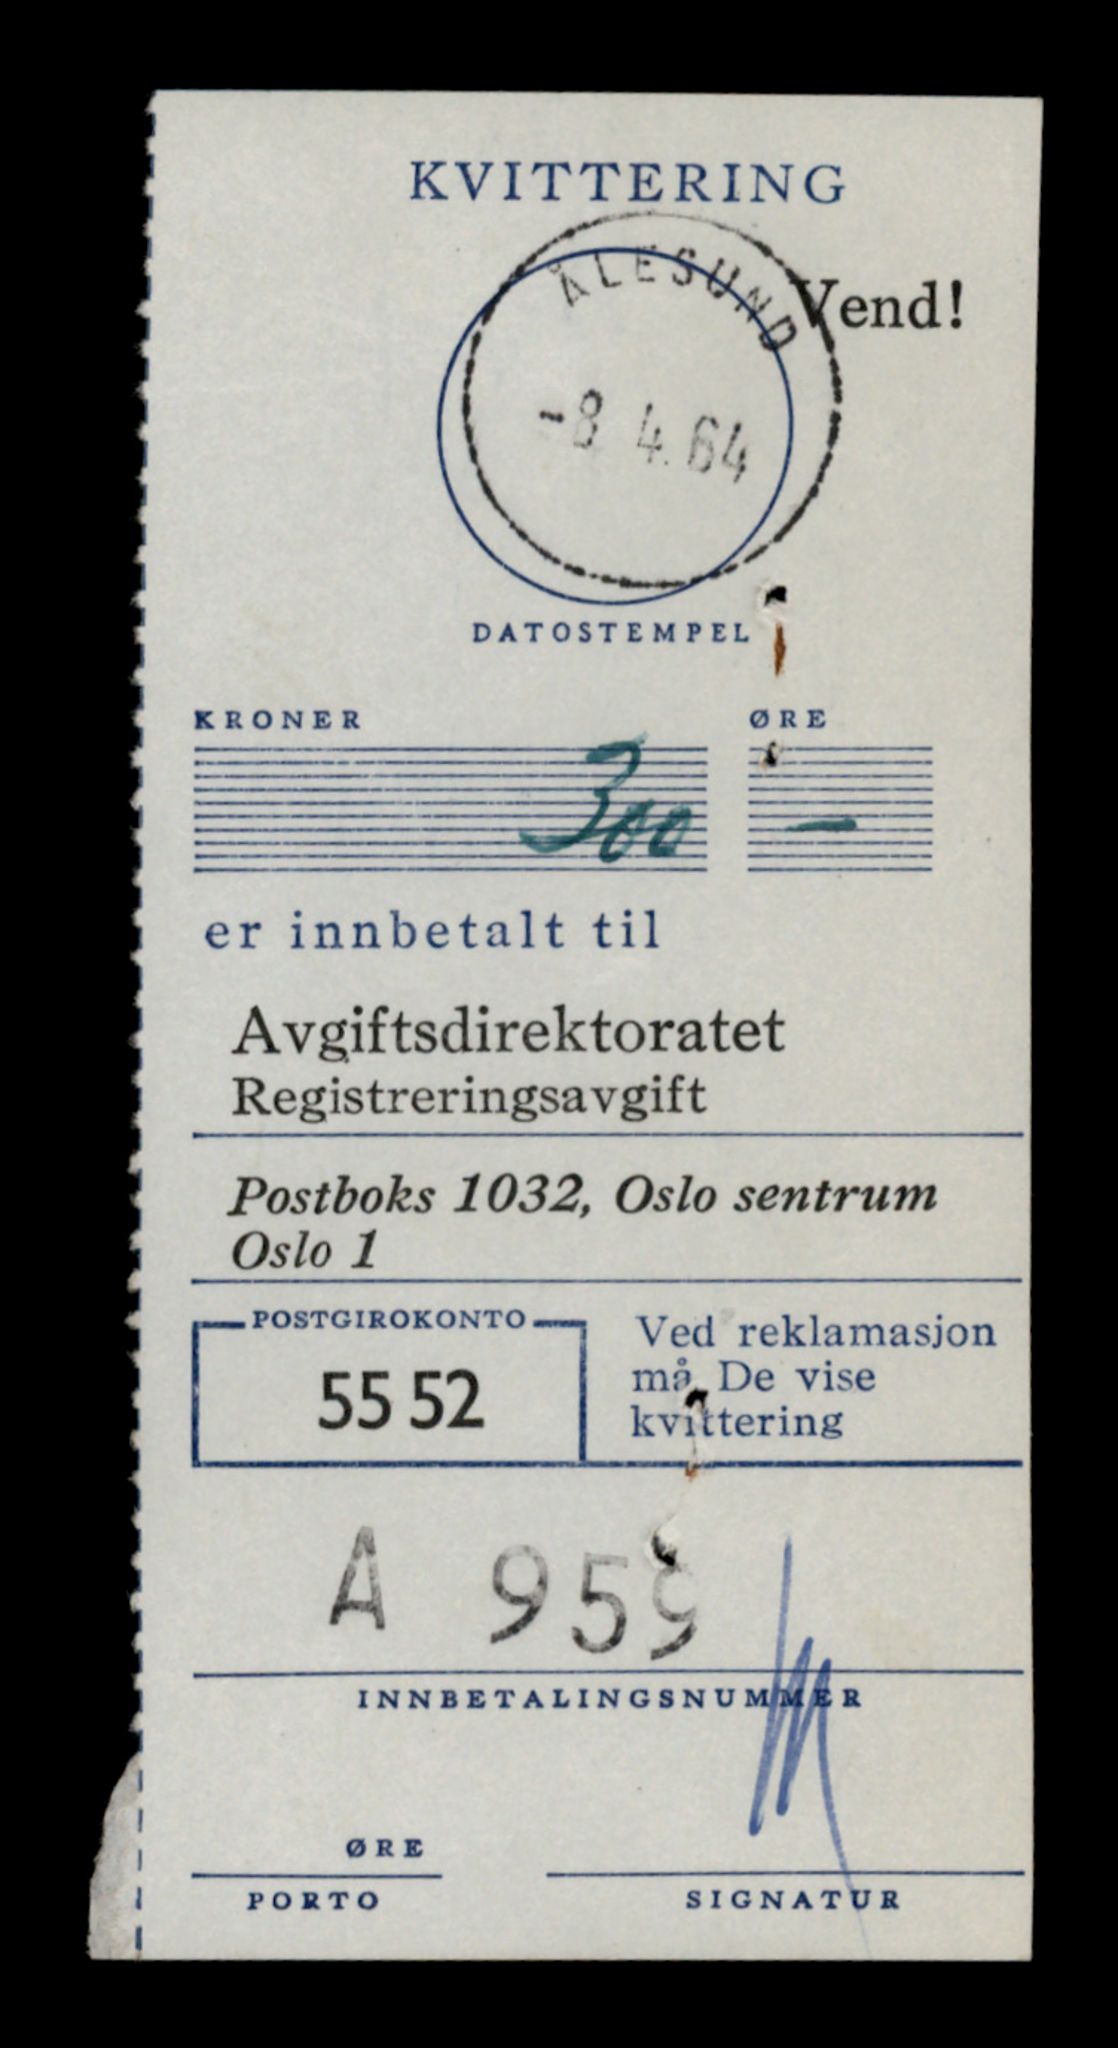 KVITTERING
ÅLESUND
Vend!
-8 4.64
DATOSTEMPEL
KRONER ØRE
300 —
er innbetalt til
Avgiftsdirektoratet
Registreringsavgift
Postboks 1032, Oslo sentrum
Oslo 1
POSTGIROKONTO
55 52
Ved reklamasjon
må De vise
kvittering
A 959
INNBETALINGSNUMMER
ØRE
PORTO
SIGNATUR